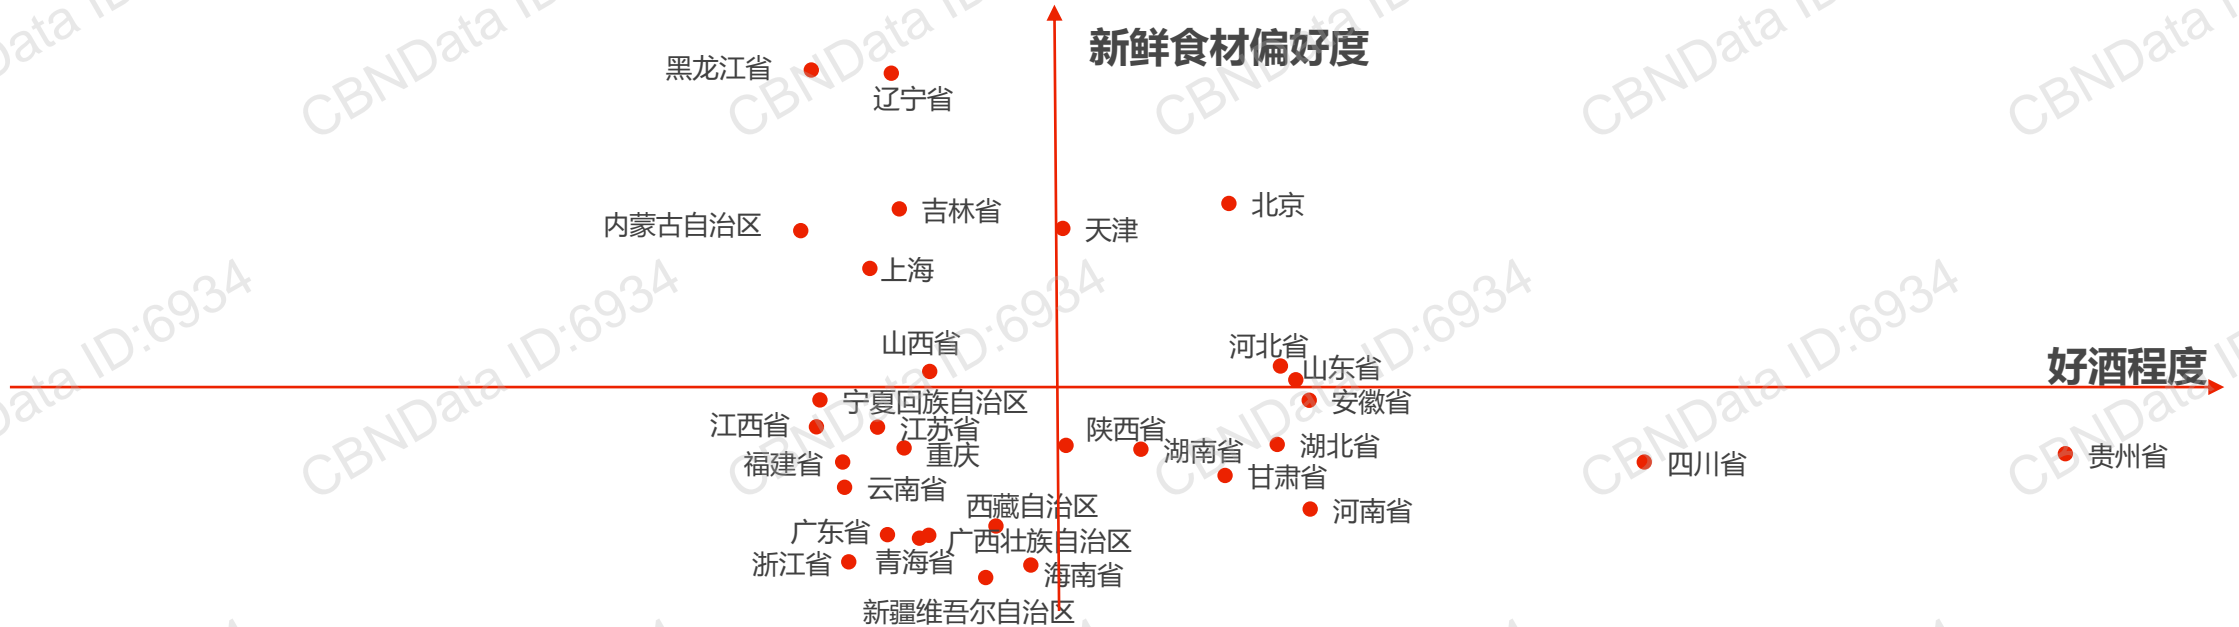 新鲜食材偏好度
黑龙江省
辽宁省
北京
吉林省
内蒙古自治区
天津
上海
山西省
河北省
山东省
好酒程度
宁夏回族自治区
安徽省
江西省
江苏省
陕西省
湖南省
湖北省
重庆
福建省
四川省
贵州省
甘肃省
云南省
西藏自治区
河南省
广东省
广西壮族自治区
浙江省
青海省
海南省
新疆维吾尔自治区
CBNData ID:6934